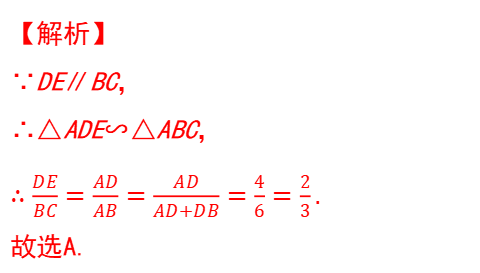 【解析】
∵DE∥BC,
∴△ADE∽△ABC,
∴ DE/BC = AD/AB = AD/(AD+DB) = 4/6 = 2/3.
故选A.